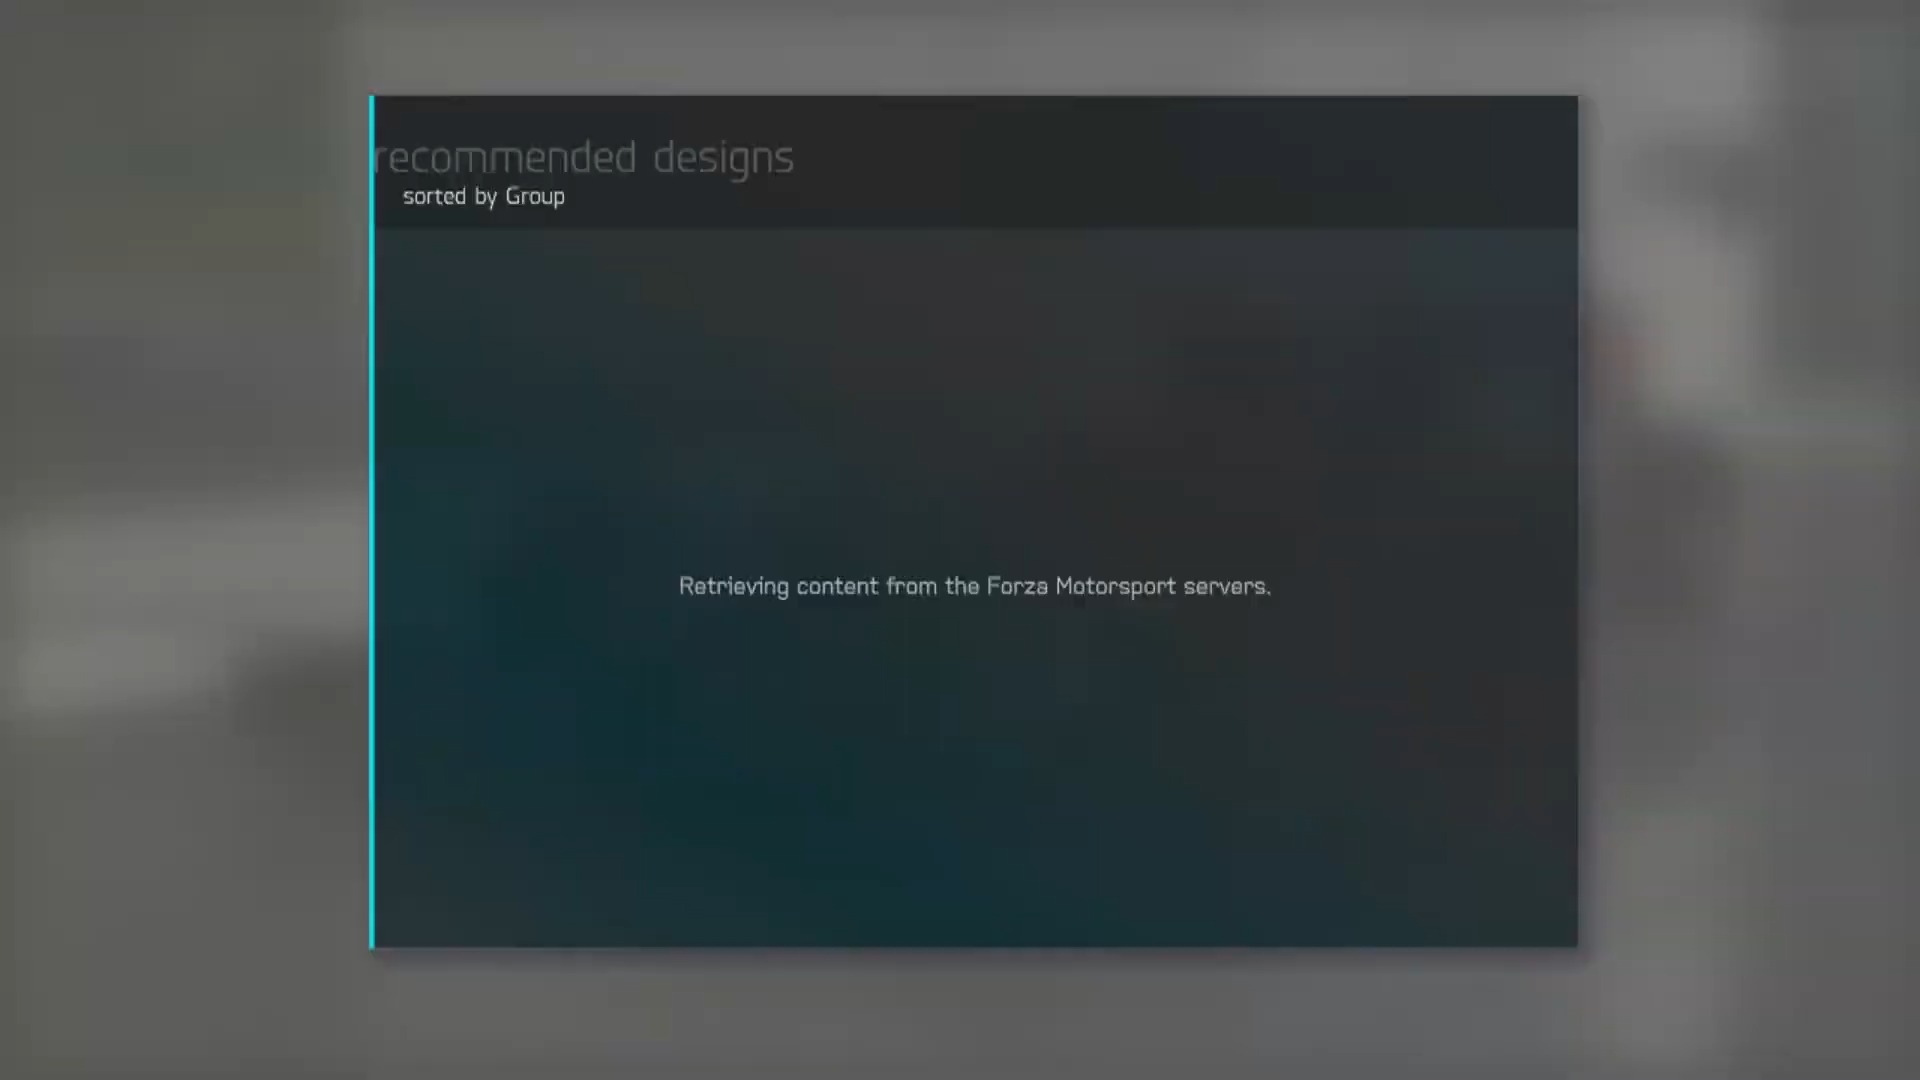 recommended designs
sorted by Group
Retrieving content from the Forza Motorsport servers.